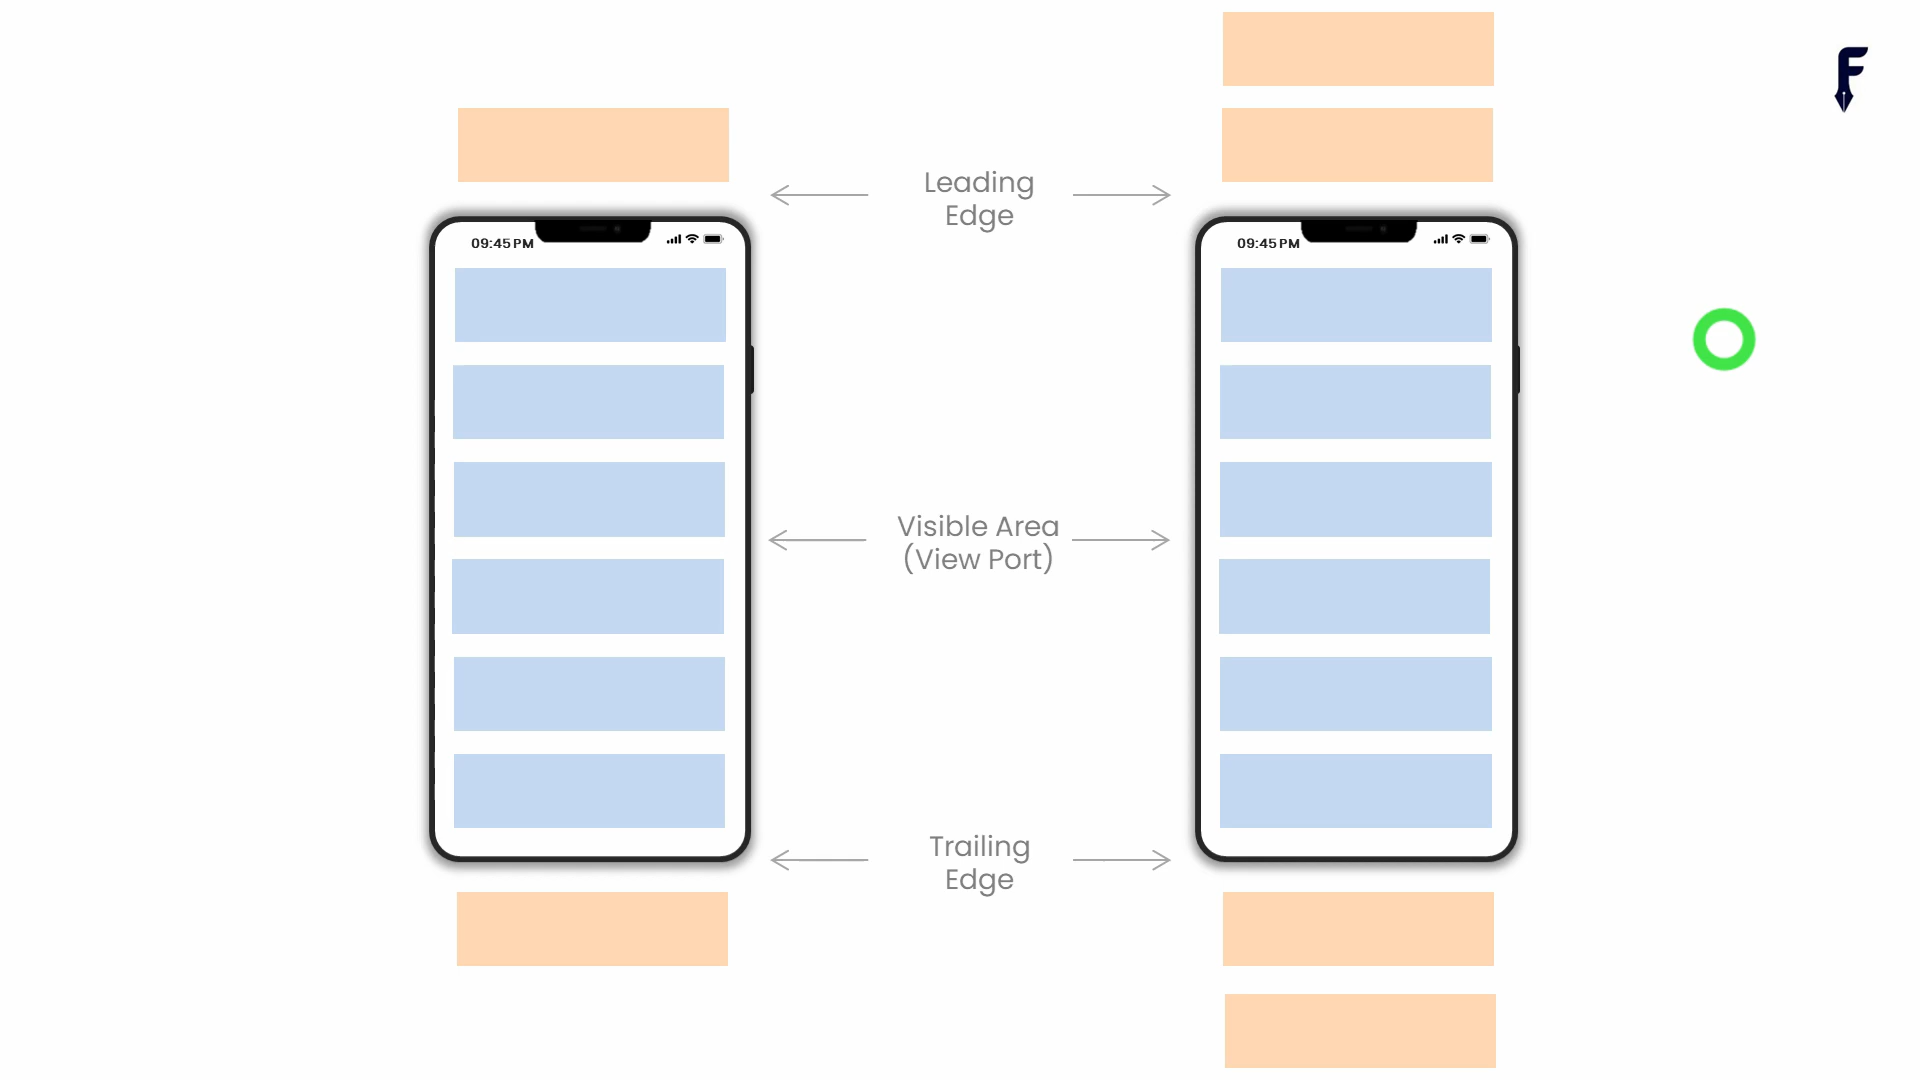 Leading
Edge
09:45 PM
09:45 PM
Visible Area
(View Port)
Trailing
Edge